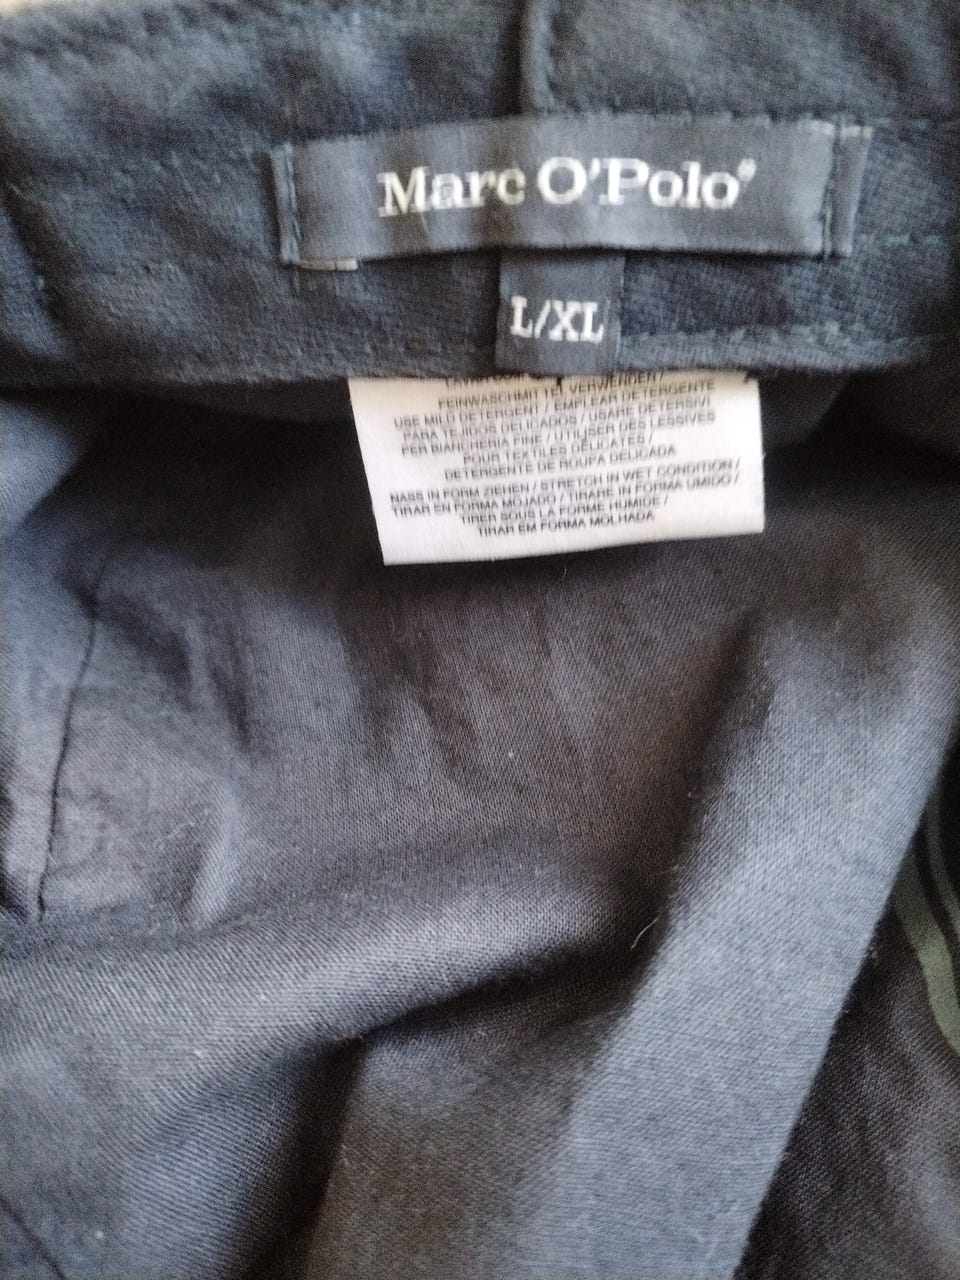 Marc O'Polo®
L/XL
FEINWASCHMITTEL VERWENDEN /
USE MILD DETERGENT / EMPLEAR DETERGENTE
PARA TEJIDOS DELICADOS / USARE DETERSIVI
PER BIANCHERIA FINE / UTILISER DES LESSIVES
POUR TEXTILES DÉLICATES /
DETERGENTE DE ROUPA DELICADA
NASS IN FORM ZIEHEN / STRETCH IN WET CONDITION /
TIRAR EN FORMA MOJADO / TIRARE IN FORMA UMIDO /
TIRER SOUS LA FORME HUMIDE /
TIRAR EM FORMA MOLHADA